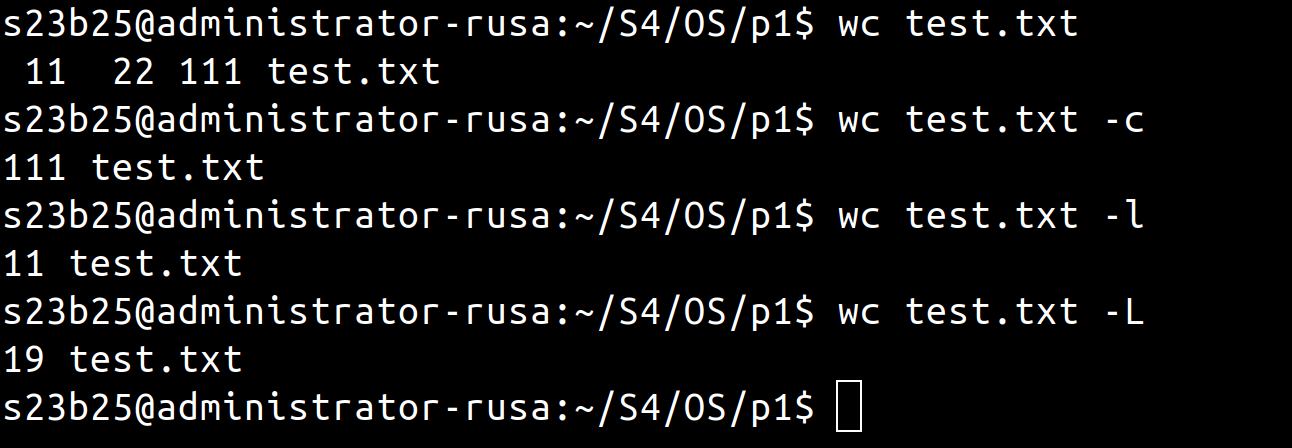 s23b25@administrator-rusa:~/S4/OS/p1$ wc test.txt
 11  22 111 test.txt
s23b25@administrator-rusa:~/S4/OS/p1$ wc test.txt -c
111 test.txt
s23b25@administrator-rusa:~/S4/OS/p1$ wc test.txt -l
11 test.txt
s23b25@administrator-rusa:~/S4/OS/p1$ wc test.txt -L
19 test.txt
s23b25@administrator-rusa:~/S4/OS/p1$